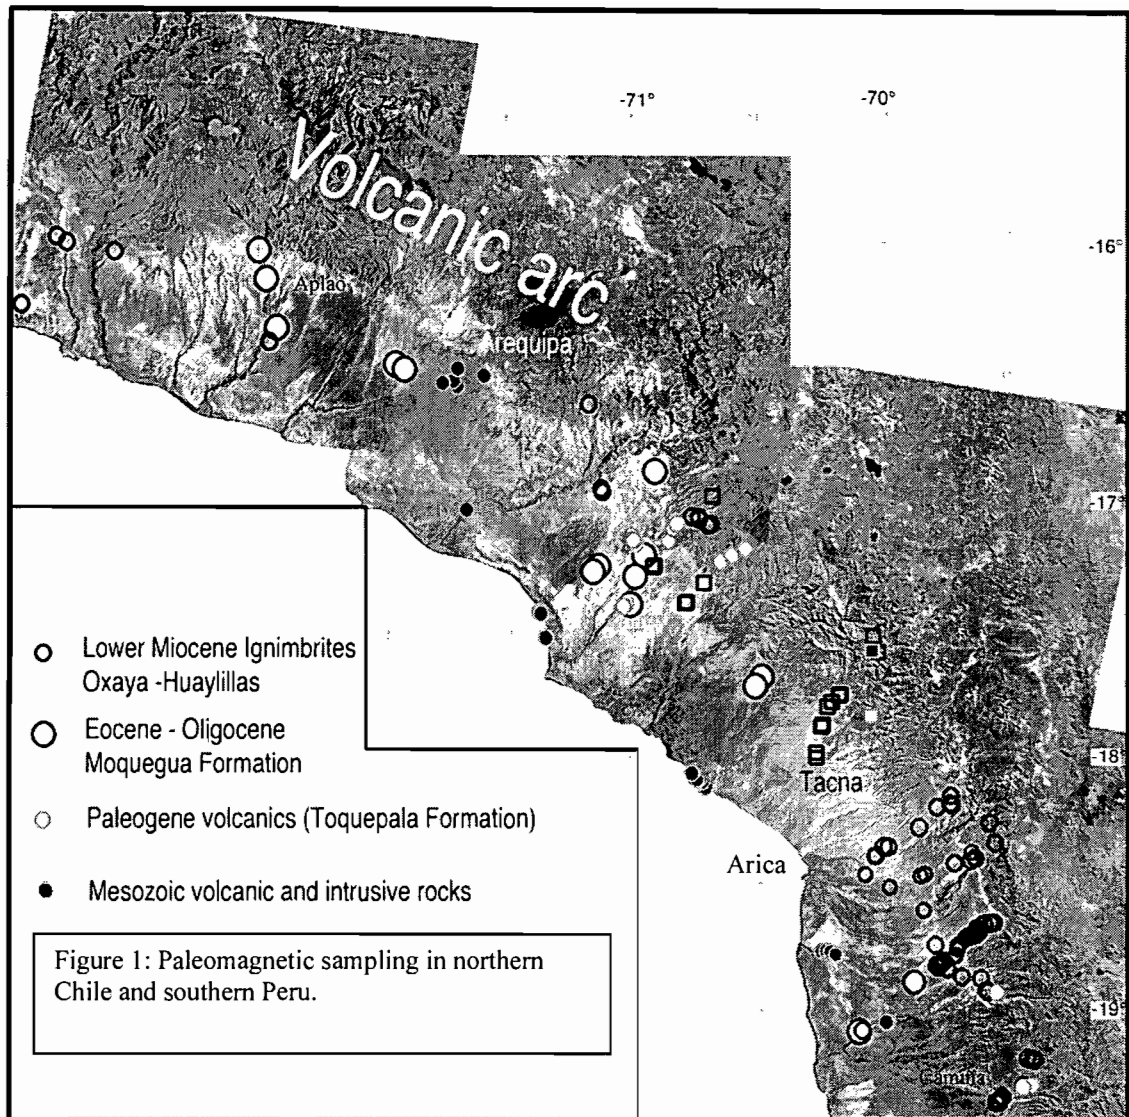 -71°
-70°
Volcanic arc
-16°
Aplao
Arequipa
-17°
-18°
Tacna
Arica
-19°
Camiña
Lower Miocene Ignimbrites
Oxaya -Huaylillas
Eocene - Oligocene
Moquegua Formation
Paleogene volcanics (Toquepala Formation)
Mesozoic volcanic and intrusive rocks
Figure 1: Paleomagnetic sampling in northern
Chile and southern Peru.